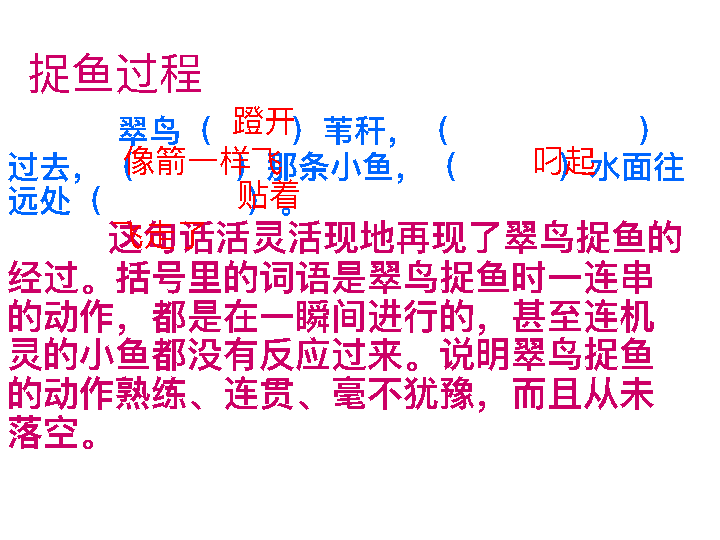 捉鱼过程
翠鸟（蹬开）苇秆，（　　　　　　）
过去，（像箭一样飞）那条小鱼，（叼起）水面往
远处（贴着）。
飞走了
这句话活灵活现地再现了翠鸟捉鱼的
经过。括号里的词语是翠鸟捉鱼时一连串
的动作，都是在一瞬间进行的，甚至连机
灵的小鱼都没有反应过来。说明翠鸟捉鱼
的动作熟练、连贯、毫不犹豫，而且从未
落空。